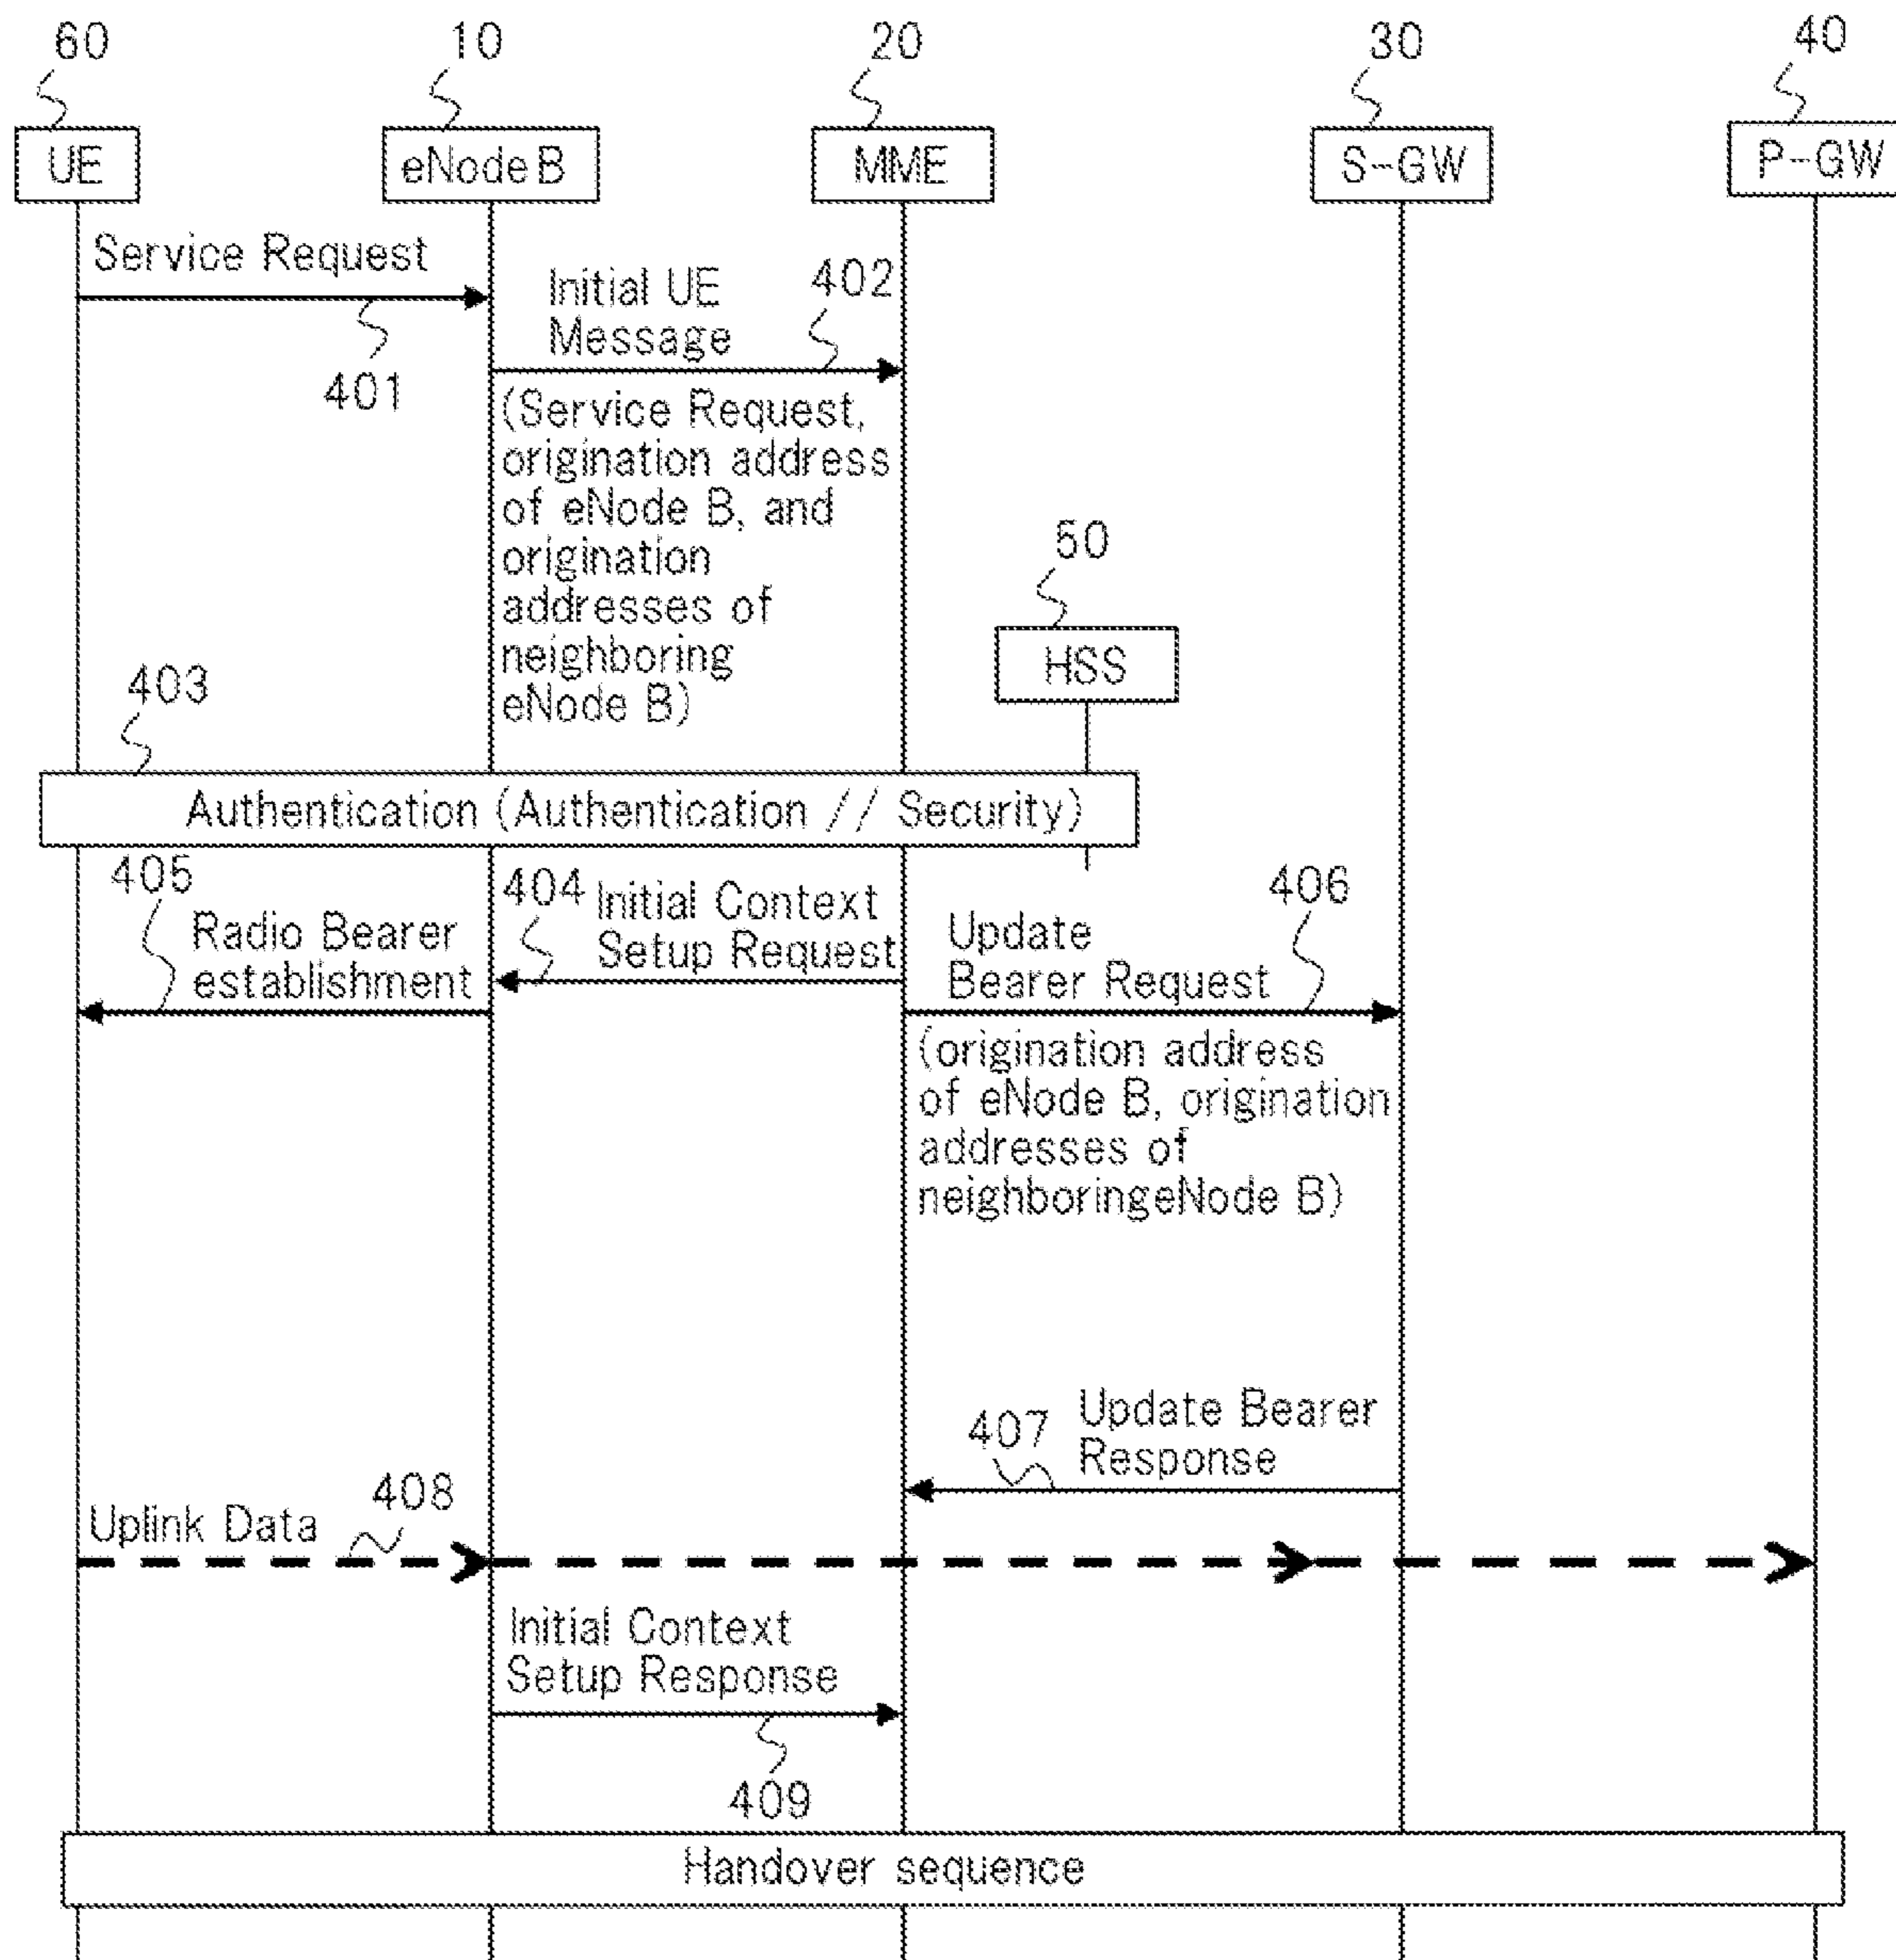 60
10
20
30
40
UE
eNode B
MME
S-GW
P-GW
Service Request
401
Initial UE
Message
402
(Service Request,
origination address
of eNode B, and
origination
addresses of
neighboring
eNode B)
50
HSS
403
Authentication (Authentication // Security)
405
Radio Bearer
establishment
404
Initial Context
Setup Request
406
Update
Bearer Request
(origination address
of eNode B, origination
addresses of
neighboringeNode B)
407
Update Bearer
Response
Uplink Data
408
Initial Context
Setup Response
409
Handover sequence